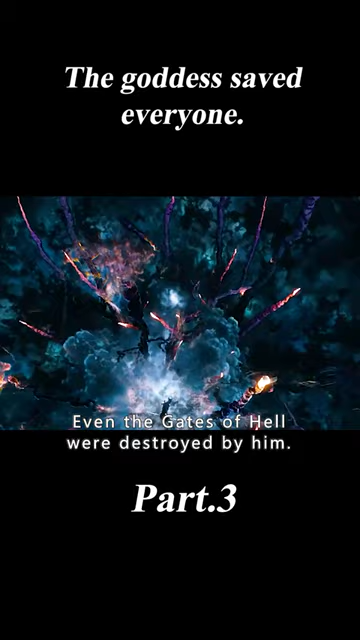 The goddess saved
everyone.
Even the Gates of Hell
were destroyed by him.
Part.3